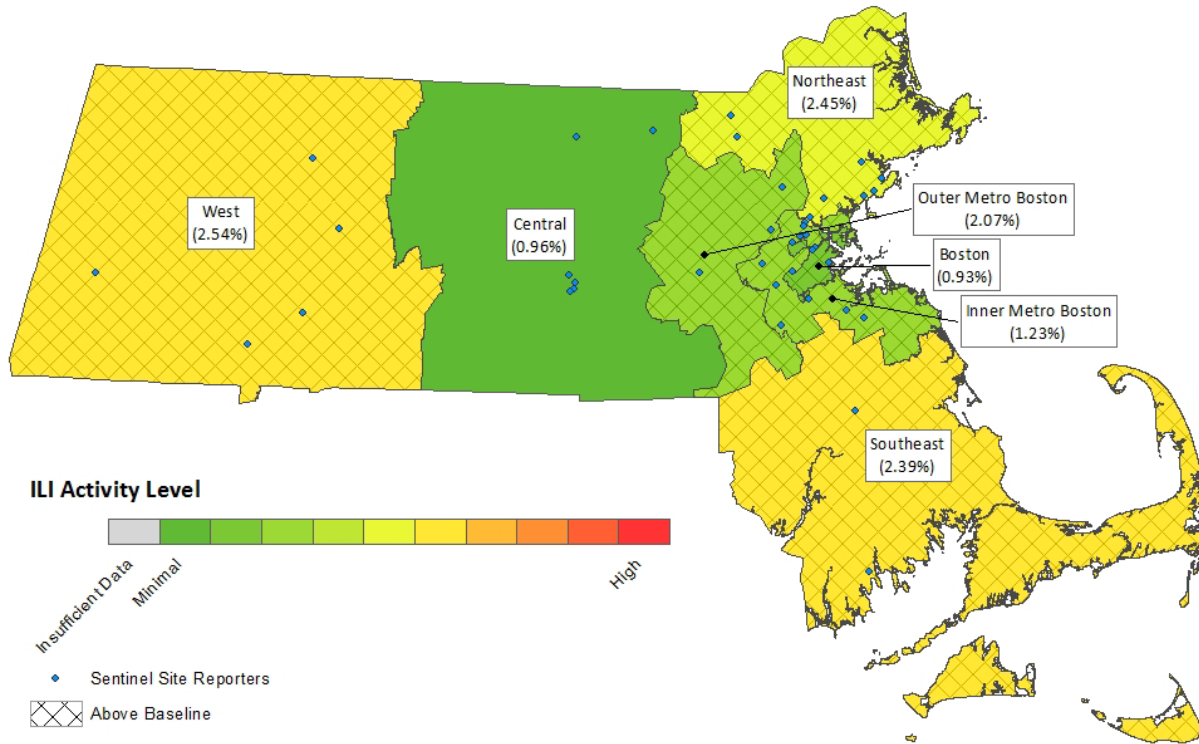 Northeast
(2.45%)
West
(2.54%)
Central
(0.96%)
Outer Metro Boston
(2.07%)
Boston
(0.93%)
Inner Metro Boston
(1.23%)
Southeast
(2.39%)
ILI Activity Level
Insufficient Data
Minimal
High
Sentinel Site Reporters
Above Baseline